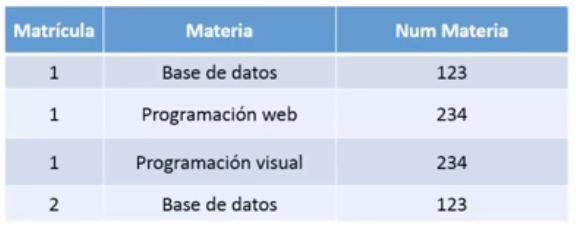 Matrícula Materia Num Materia
1 Base de datos 123
1 Programación web 234
1 Programación visual 234
2 Base de datos 123